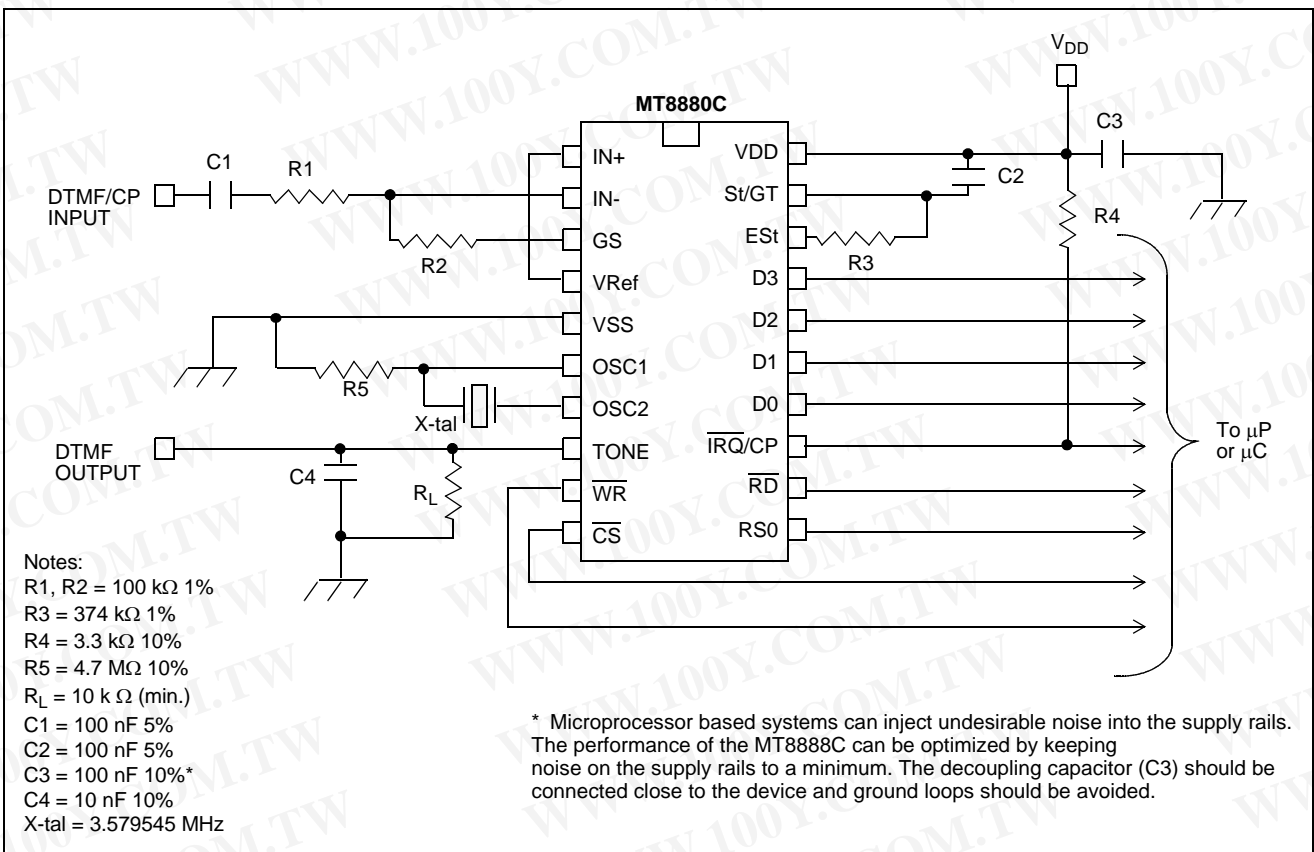 VDD
MT8880C
C3
C1
R1
IN+
VDD
C2
DTMF/CP
INPUT
IN-
St/GT
R4
GS
ESt
R2
R3
VRef
D3
VSS
D2
OSC1
D1
R5
X-tal
OSC2
D0
To µP
or µC
DTMF
OUTPUT
TONE
IRQ/CP
C4
RL
WR
RD
CS
RS0
Notes:
R1, R2 = 100 kΩ 1%
R3 = 374 kΩ 1%
R4 = 3.3 kΩ 10%
R5 = 4.7 MΩ 10%
RL = 10 k Ω (min.)
C1 = 100 nF 5%
C2 = 100 nF 5%
C3 = 100 nF 10%*
C4 = 10 nF 10%
X-tal = 3.579545 MHz
* Microprocessor based systems can inject undesirable noise into the supply rails.
The performance of the MT8888C can be optimized by keeping
noise on the supply rails to a minimum. The decoupling capacitor (C3) should be
connected close to the device and ground loops should be avoided.
WWW.100Y.COM.TW